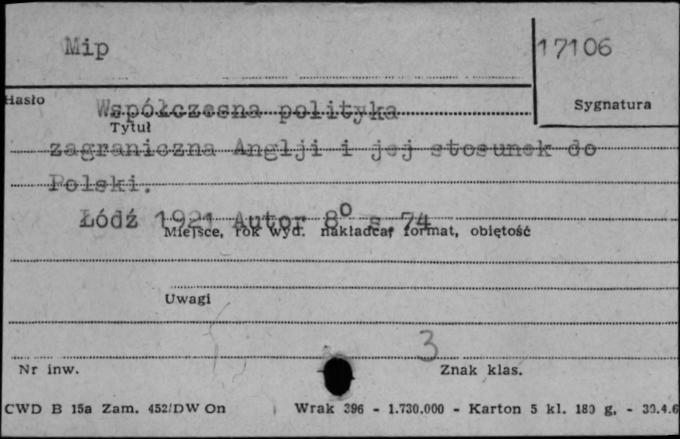 Mip
17106
Hasło
Współczesna polityka
Sygnatura
Tytuł
zagraniczna Anglji i jej stosunek do
Polski.
Łódź 1921 Autor 8° s 74
Miejsce, rok wyd. nakładca, format, objętość
Uwagi
3
Nr inw.
Znak klas.
CWD B 15a Zam. 452/DW On
Wrak 396 - 1.730.000 - Karton 5 kl. 180 g. - 30.4.6